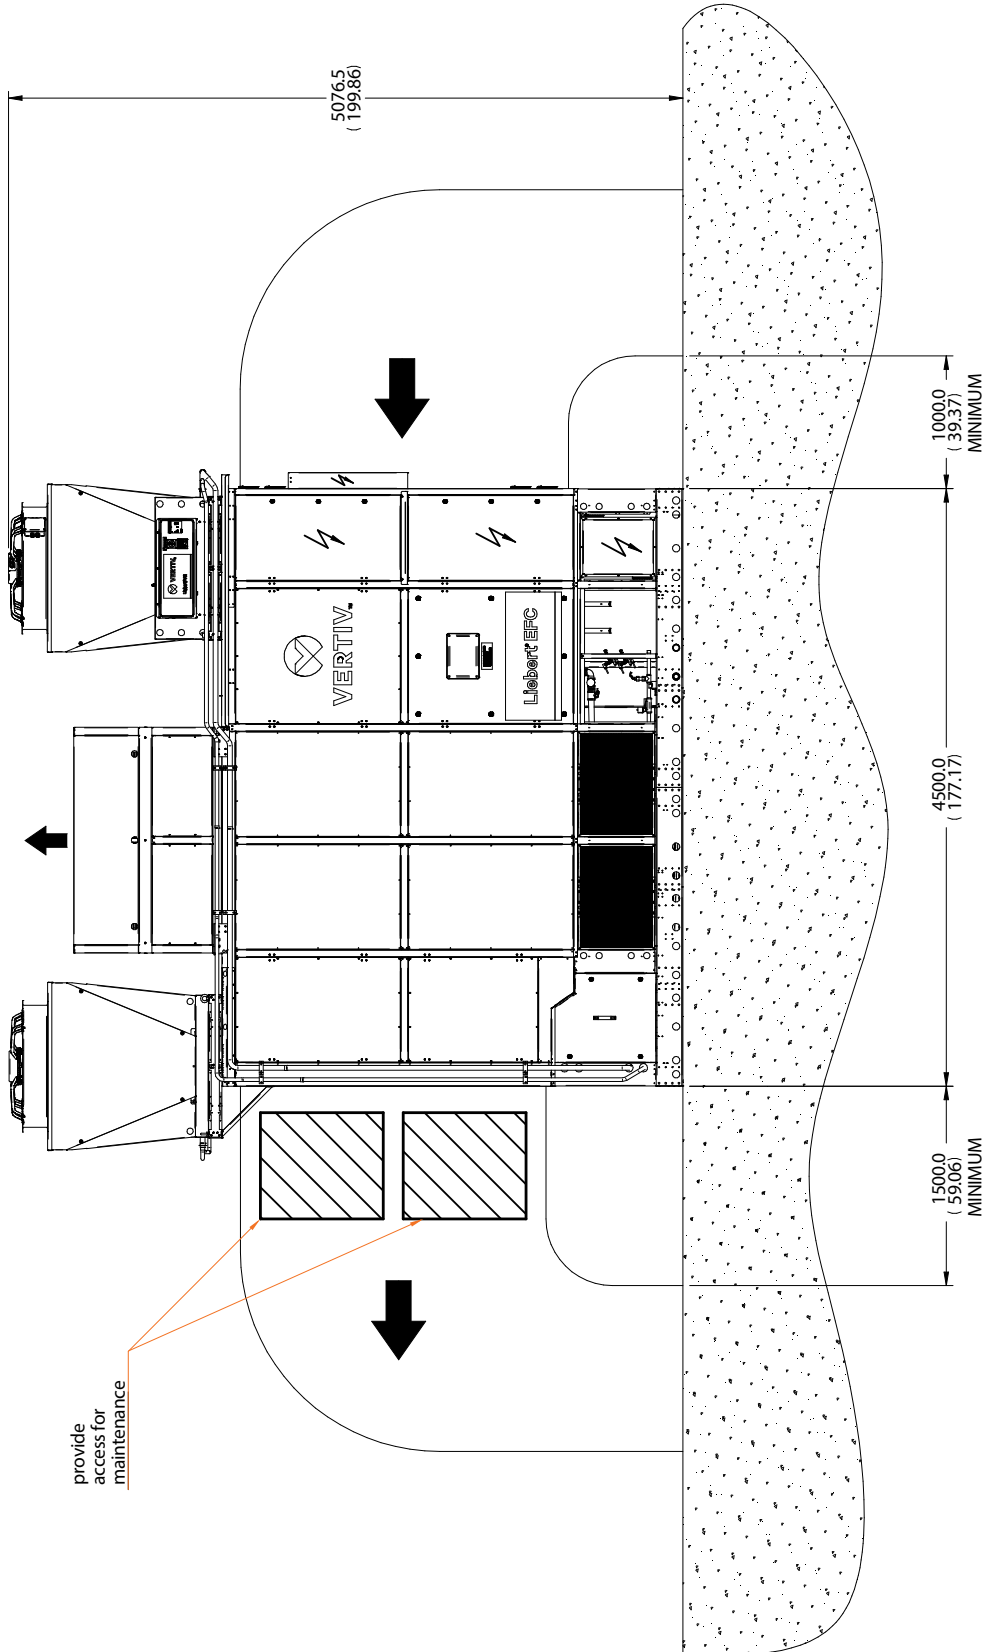 provide
access for
maintenance
5076.5
( 199.86)
VERTIV.
VERTIV™
Liebert® EFC
1500.0
( 59.06)
MINIMUM
4500.0
( 177.17)
1000.0
( 39.37)
MINIMUM